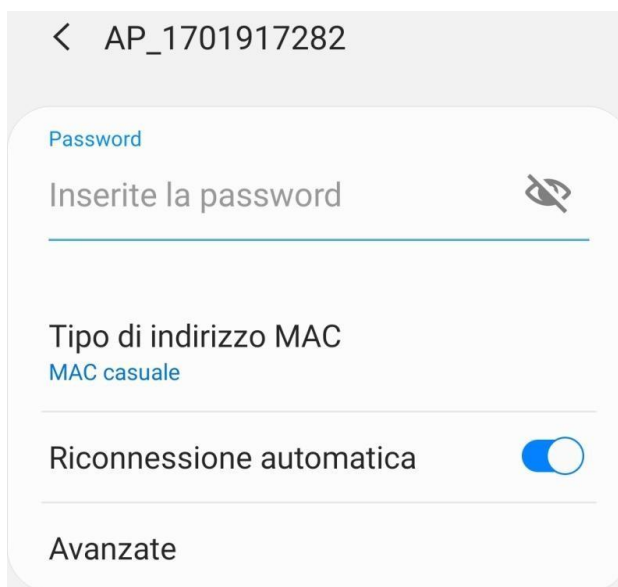 AP_1701917282
Password
Inserite la password
Tipo di indirizzo MAC
MAC casuale
Riconnessione automatica
Avanzate